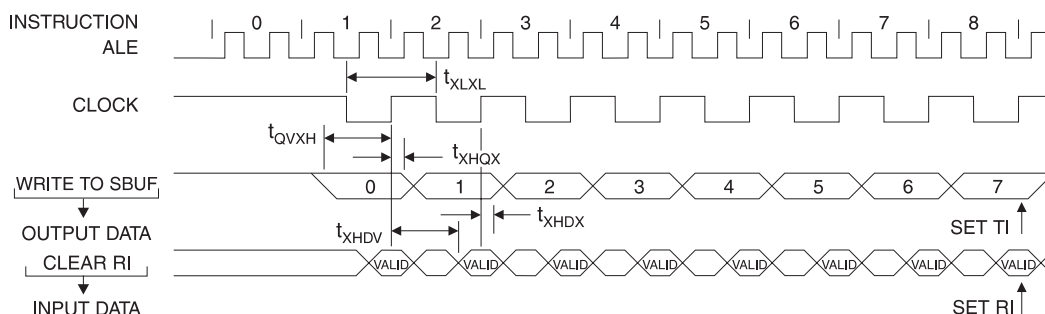 INSTRUCTION 0 1 2 3 4 5 6 7 8
ALE
tXLXL
CLOCK
tQVXH
tXHQX
WRITE TO SBUF 0 1 2 3 4 5 6 7
tXHDX
OUTPUT DATA SET TI
tXHDV
CLEAR RI VALID VALID VALID VALID VALID VALID VALID VALID
INPUT DATA SET RI